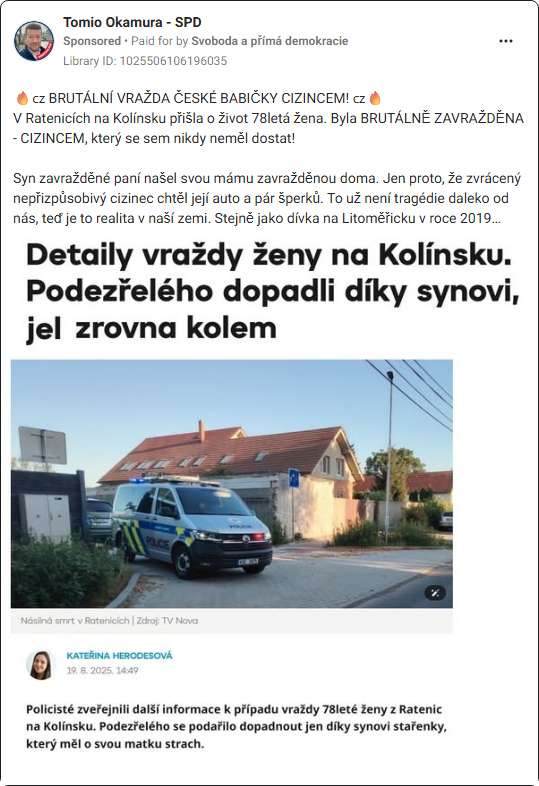 Tomio Okamura - SPD
Sponsored • Paid for by Svoboda a přímá demokracie
Library ID: 1025506106196035
🔥cz BRUTÁLNÍ VRAŽDA ČESKÉ BABIČKY CIZINCEM! cz🔥
V Ratenicích na Kolínsku přišla o život 78letá žena. Byla BRUTÁLNĚ ZAVRAŽDĚNA
- CIZINCEM, který se sem nikdy neměl dostat!
Syn zavražděné paní našel svou mámu zavražděnou doma. Jen proto, že zvrácený
nepřizpůsobivý cizinec chtěl její auto a pár šperků. To už není tragédie daleko od
nás, teď je to realita v naší zemi. Stejně jako dívka na Litoměřicku v roce 2019…
Detaily vraždy ženy na Kolínsku.
Podezřelého dopadli díky synovi,
jel zrovna kolem
POLICIE
Násilná smrt v Ratenicích | Zdroj: TV Nova
KATEŘINA HERODESOVÁ
19. 6. 2025, 14:49
Policisté zveřejnili další informace k případu vraždy 78leté ženy z Ratenic
na Kolínsku. Podezřelého se podařilo dopadnout jen díky synovi stařenky,
který měl o svou matku strach.